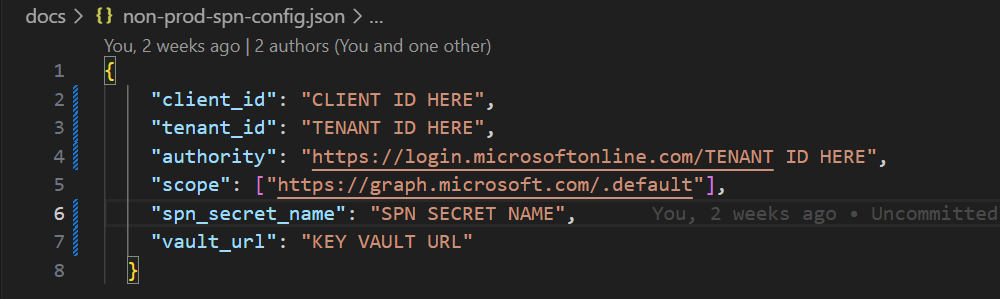 docs > {} non-prod-spn-config.json > ...
You, 2 weeks ago | 2 authors (You and one other)
1 {
2 "client_id": "CLIENT ID HERE",
3 "tenant_id": "TENANT ID HERE",
4 "authority": "https://login.microsoftonline.com/TENANT ID HERE",
5 "scope": ["https://graph.microsoft.com/.default"],
6 "spn_secret_name": "SPN SECRET NAME", You, 2 weeks ago • Uncommitted
7 "vault_url": "KEY VAULT URL"
8 }